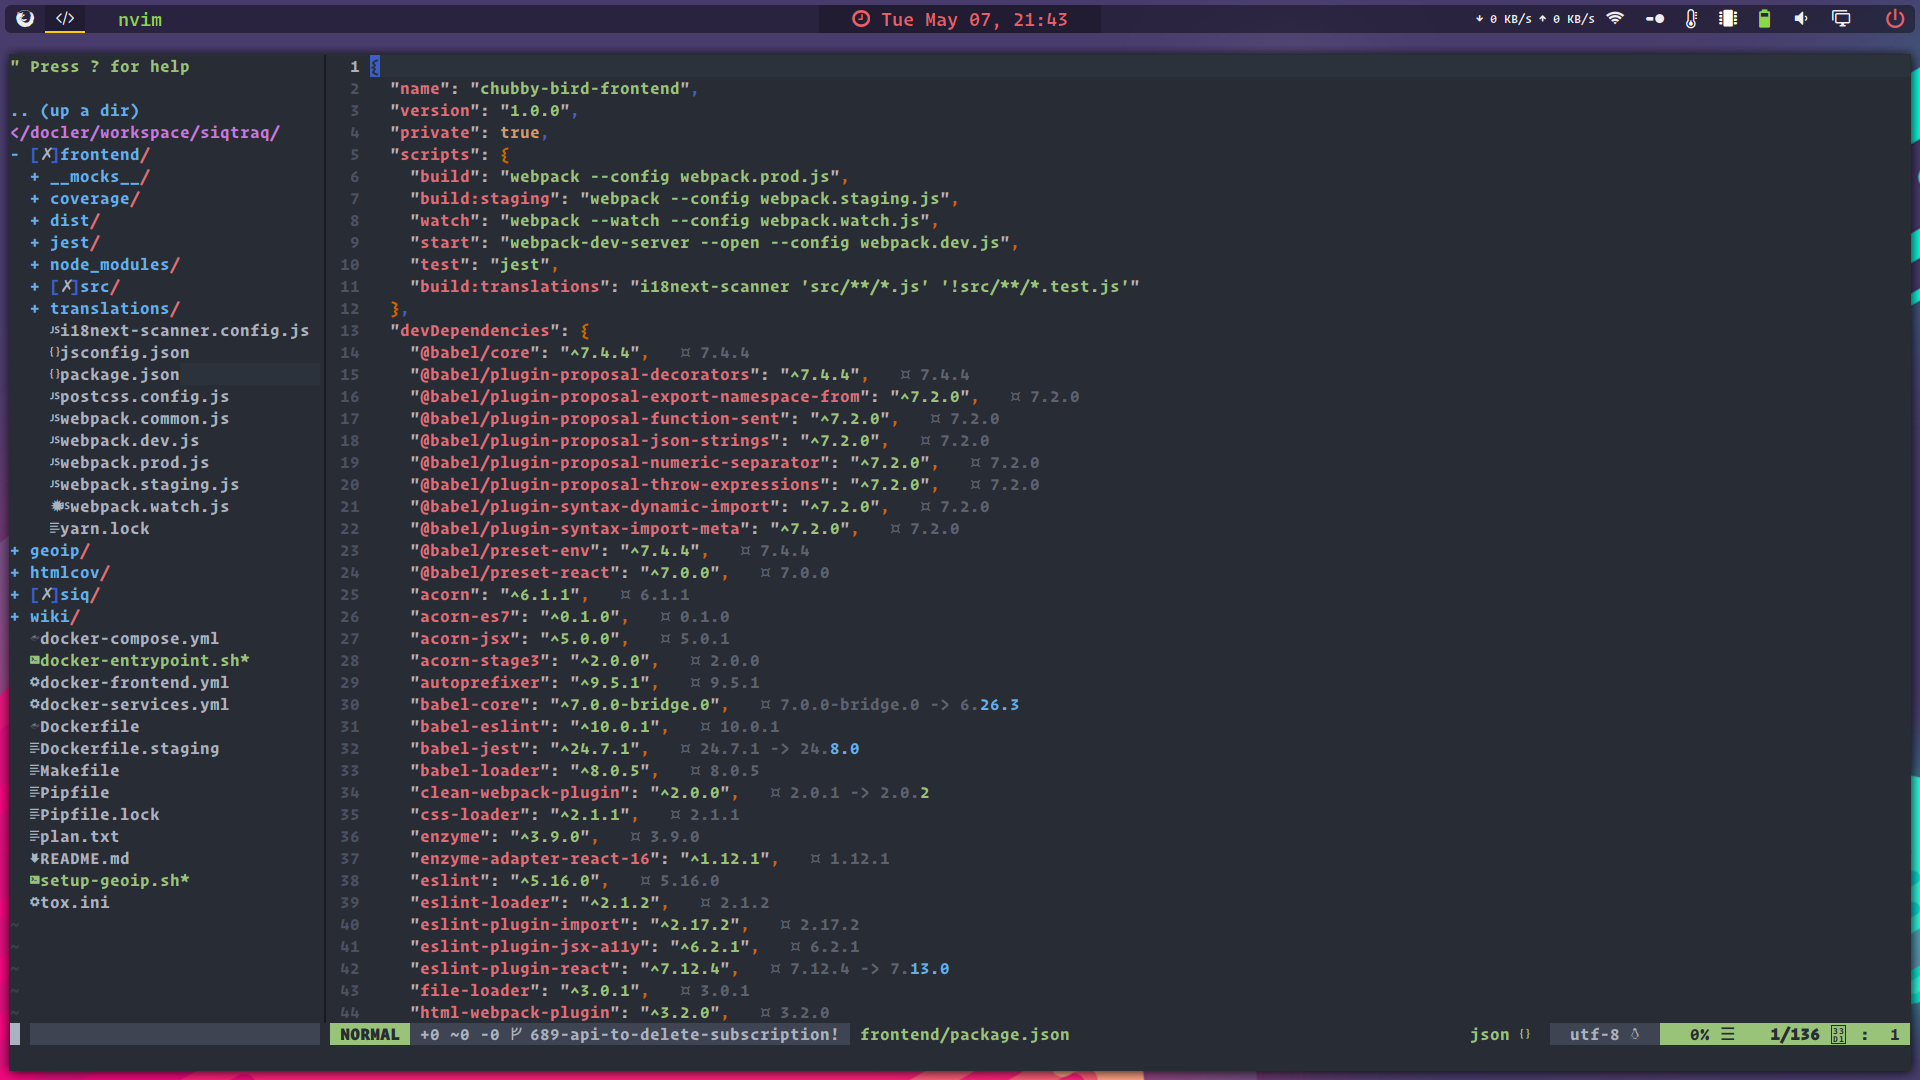 </> nvim Tue May 07, 21:43 ↓ 0 KB/s ↑ 0 KB/s
" Press ? for help
.. (up a dir)
</docler/workspace/siqtraq/
- [✗]frontend/
+ __mocks__/
+ coverage/
+ dist/
+ jest/
+ node_modules/
+ [✗]src/
+ translations/
JS i18next-scanner.config.js
{} jsconfig.json
{} package.json
JS postcss.config.js
JS webpack.common.js
JS webpack.dev.js
JS webpack.prod.js
JS webpack.staging.js
JS webpack.watch.js
yarn.lock
+ geoip/
+ htmlcov/
+ [✗]siq/
+ wiki/
docker-compose.yml
docker-entrypoint.sh*
docker-frontend.yml
docker-services.yml
Dockerfile
Dockerfile.staging
Makefile
Pipfile
Pipfile.lock
plan.txt
README.md
setup-geoip.sh*
tox.ini
~
~
~
~
~
1 {
2 "name": "chubby-bird-frontend",
3 "version": "1.0.0",
4 "private": true,
5 "scripts": {
6 "build": "webpack --config webpack.prod.js",
7 "build:staging": "webpack --config webpack.staging.js",
8 "watch": "webpack --watch --config webpack.watch.js",
9 "start": "webpack-dev-server --open --config webpack.dev.js",
10 "test": "jest",
11 "build:translations": "i18next-scanner 'src/**/*.js' '!src/**/*.test.js'"
12 },
13 "devDependencies": {
14 "@babel/core": "^7.4.4", ¤ 7.4.4
15 "@babel/plugin-proposal-decorators": "^7.4.4", ¤ 7.4.4
16 "@babel/plugin-proposal-export-namespace-from": "^7.2.0", ¤ 7.2.0
17 "@babel/plugin-proposal-function-sent": "^7.2.0", ¤ 7.2.0
18 "@babel/plugin-proposal-json-strings": "^7.2.0", ¤ 7.2.0
19 "@babel/plugin-proposal-numeric-separator": "^7.2.0", ¤ 7.2.0
20 "@babel/plugin-proposal-throw-expressions": "^7.2.0", ¤ 7.2.0
21 "@babel/plugin-syntax-dynamic-import": "^7.2.0", ¤ 7.2.0
22 "@babel/plugin-syntax-import-meta": "^7.2.0", ¤ 7.2.0
23 "@babel/preset-env": "^7.4.4", ¤ 7.4.4
24 "@babel/preset-react": "^7.0.0", ¤ 7.0.0
25 "acorn": "^6.1.1", ¤ 6.1.1
26 "acorn-es7": "^0.1.0", ¤ 0.1.0
27 "acorn-jsx": "^5.0.0", ¤ 5.0.1
28 "acorn-stage3": "^2.0.0", ¤ 2.0.0
29 "autoprefixer": "^9.5.1", ¤ 9.5.1
30 "babel-core": "^7.0.0-bridge.0", ¤ 7.0.0-bridge.0 -> 6.26.3
31 "babel-eslint": "^10.0.1", ¤ 10.0.1
32 "babel-jest": "^24.7.1", ¤ 24.7.1 -> 24.8.0
33 "babel-loader": "^8.0.5", ¤ 8.0.5
34 "clean-webpack-plugin": "^2.0.0", ¤ 2.0.1 -> 2.0.2
35 "css-loader": "^2.1.1", ¤ 2.1.1
36 "enzyme": "^3.9.0", ¤ 3.9.0
37 "enzyme-adapter-react-16": "^1.12.1", ¤ 1.12.1
38 "eslint": "^5.16.0", ¤ 5.16.0
39 "eslint-loader": "^2.1.2", ¤ 2.1.2
40 "eslint-plugin-import": "^2.17.2", ¤ 2.17.2
41 "eslint-plugin-jsx-a11y": "^6.2.1", ¤ 6.2.1
42 "eslint-plugin-react": "^7.12.4", ¤ 7.12.4 -> 7.13.0
43 "file-loader": "^3.0.1", ¤ 3.0.1
44 "html-webpack-plugin": "^3.2.0", ¤ 3.2.0
NORMAL +0 ~0 -0 689-api-to-delete-subscription! frontend/package.json json {} utf-8 0% ☰ 1/136 : 1